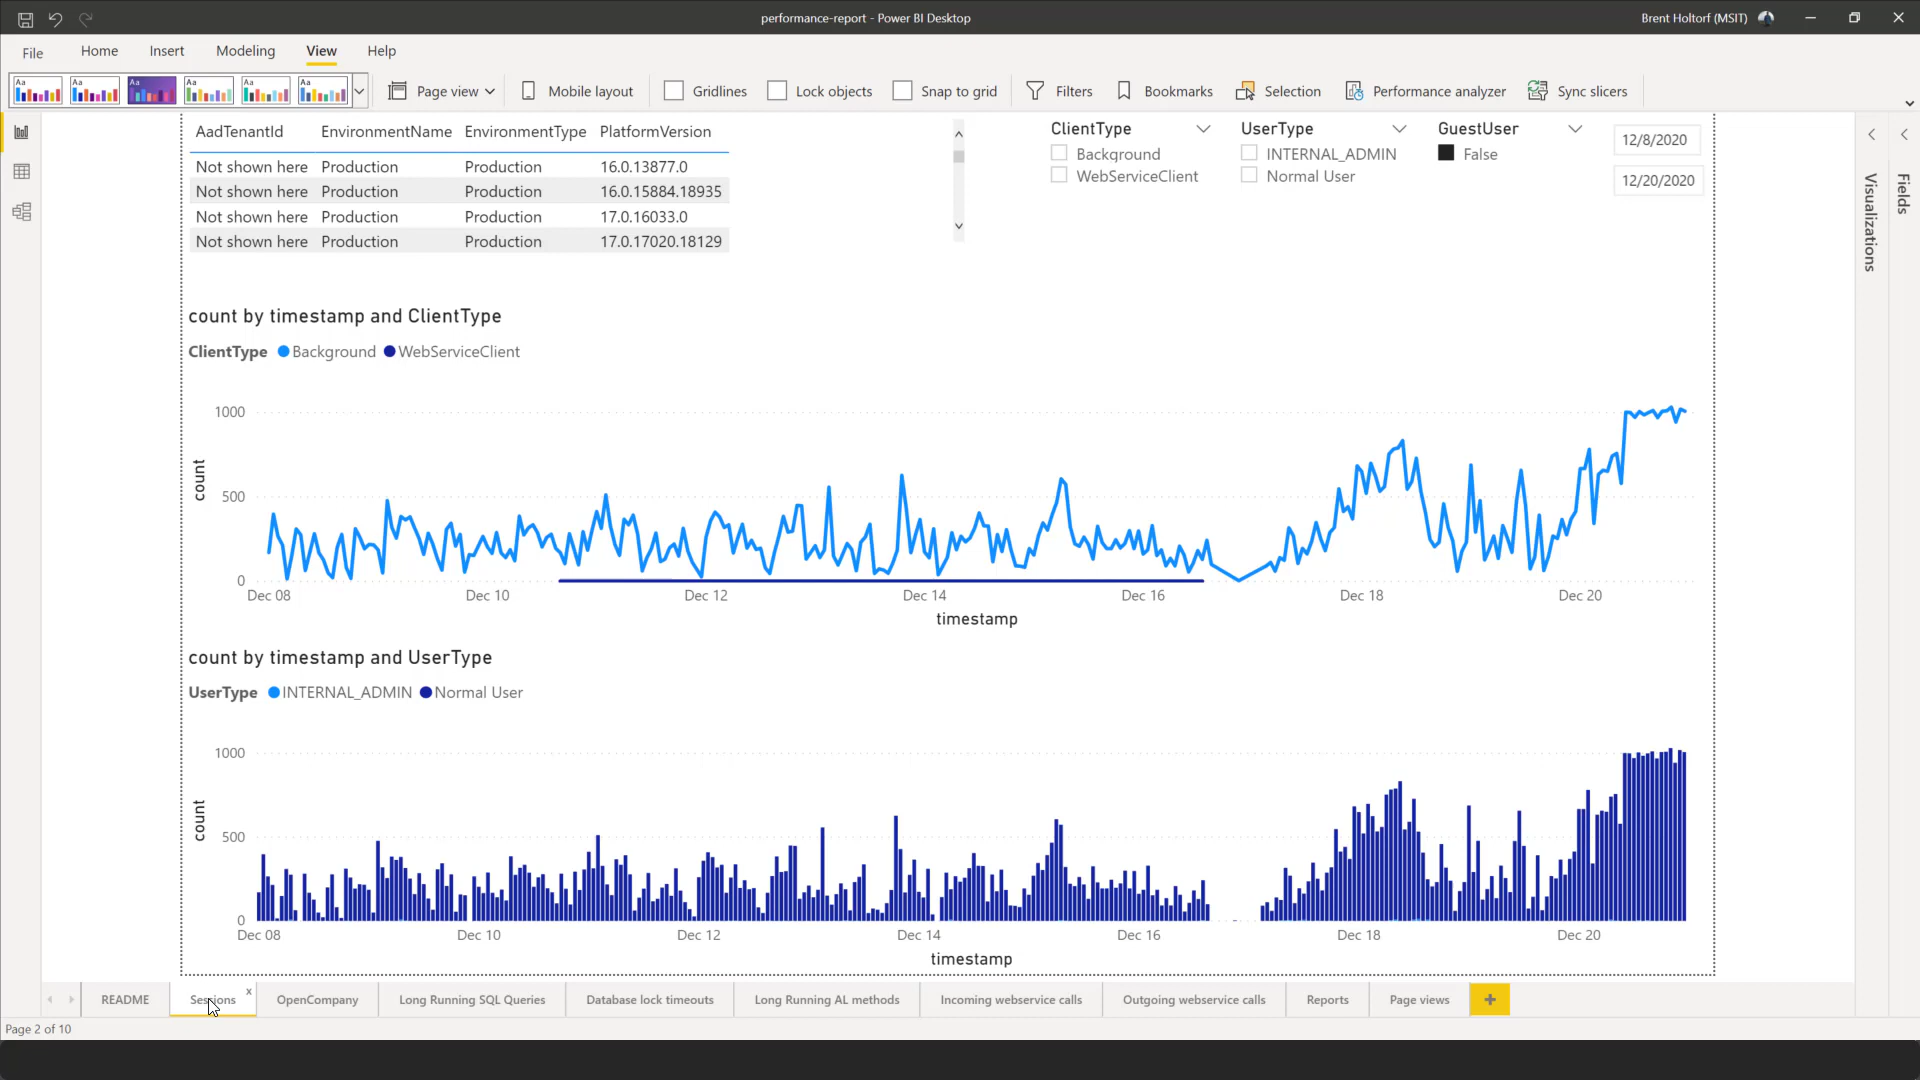 performance-report - Power BI Desktop
Brent Holtorf (MSIT)
File Home Insert Modeling View Help
Aa Aa Aa Aa Aa Aa
Page view Mobile layout Gridlines Lock objects Snap to grid Filters Bookmarks Selection Performance analyzer Sync slicers
AadTenantId EnvironmentName EnvironmentType PlatformVersion
Not shown here Production Production 16.0.13877.0
Not shown here Production Production 16.0.15884.18935
Not shown here Production Production 17.0.16033.0
Not shown here Production Production 17.0.17020.18129
ClientType
Background
WebServiceClient
UserType
INTERNAL_ADMIN
Normal User
GuestUser
False
12/8/2020
12/20/2020
Visualizations
Fields
count by timestamp and ClientType
ClientType Background WebServiceClient
1000
500
0
count
Dec 08 Dec 10 Dec 12 Dec 14 Dec 16 Dec 18 Dec 20
timestamp
count by timestamp and UserType
UserType INTERNAL_ADMIN Normal User
1000
500
0
count
Dec 08 Dec 10 Dec 12 Dec 14 Dec 16 Dec 18 Dec 20
timestamp
README Sessions x OpenCompany Long Running SQL Queries Database lock timeouts Long Running AL methods Incoming webservice calls Outgoing webservice calls Reports Page views +
Page 2 of 10